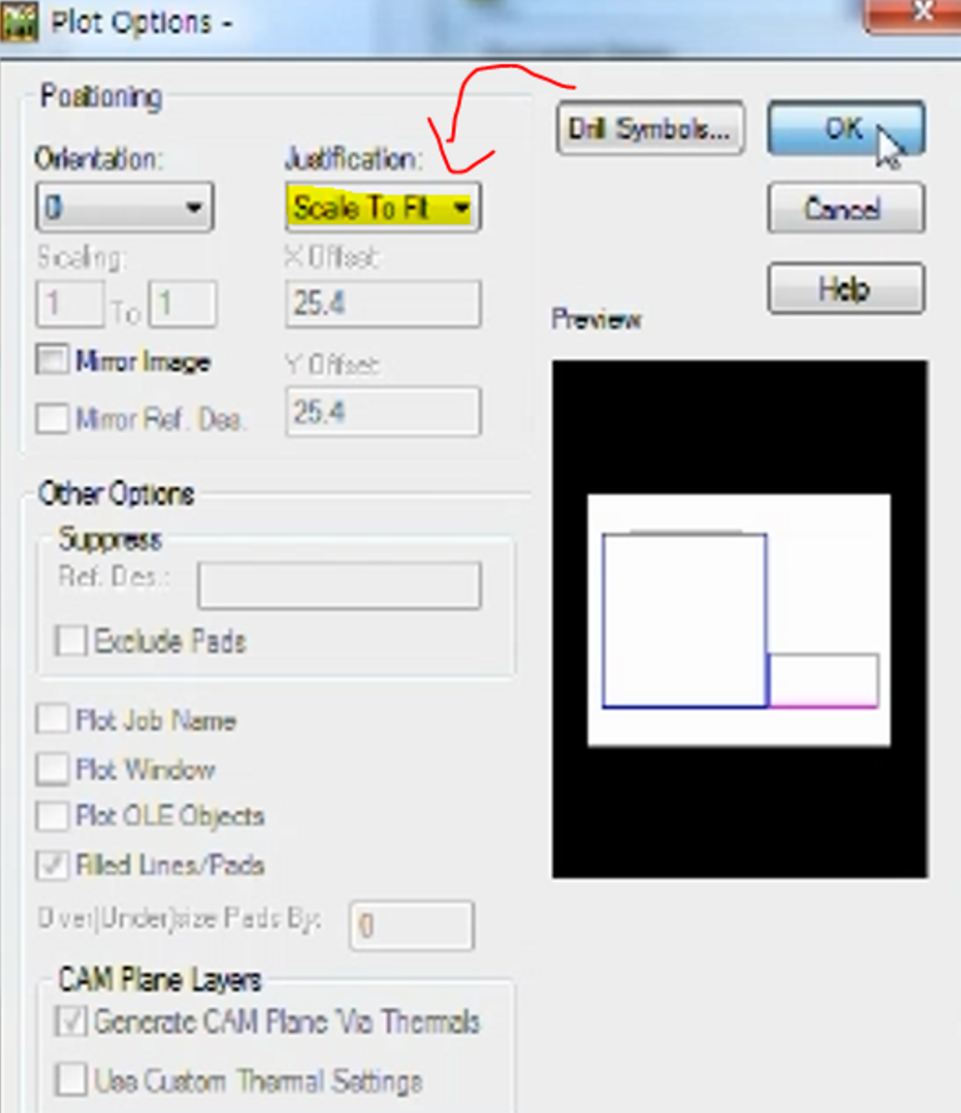 Plot Options -
Positioning
Orientation:
Justification:
Drill Symbols...
OK
0
Scale To Fit
Cancel
Scaling:
X Offset:
1 To 1
25.4
Help
Preview
Mirror Image
Y Offset:
Mirror Ref. Des.
25.4
Other Options
Suppress
Ref. Des.:
Exclude Pads
Plot Job Name
Plot Window
Plot OLE Objects
Filled Lines/Pads
Over(Under)size Pads By:
0
CAM Plane Layers
Generate CAM Plane Via Thermals
Use Custom Thermal Settings